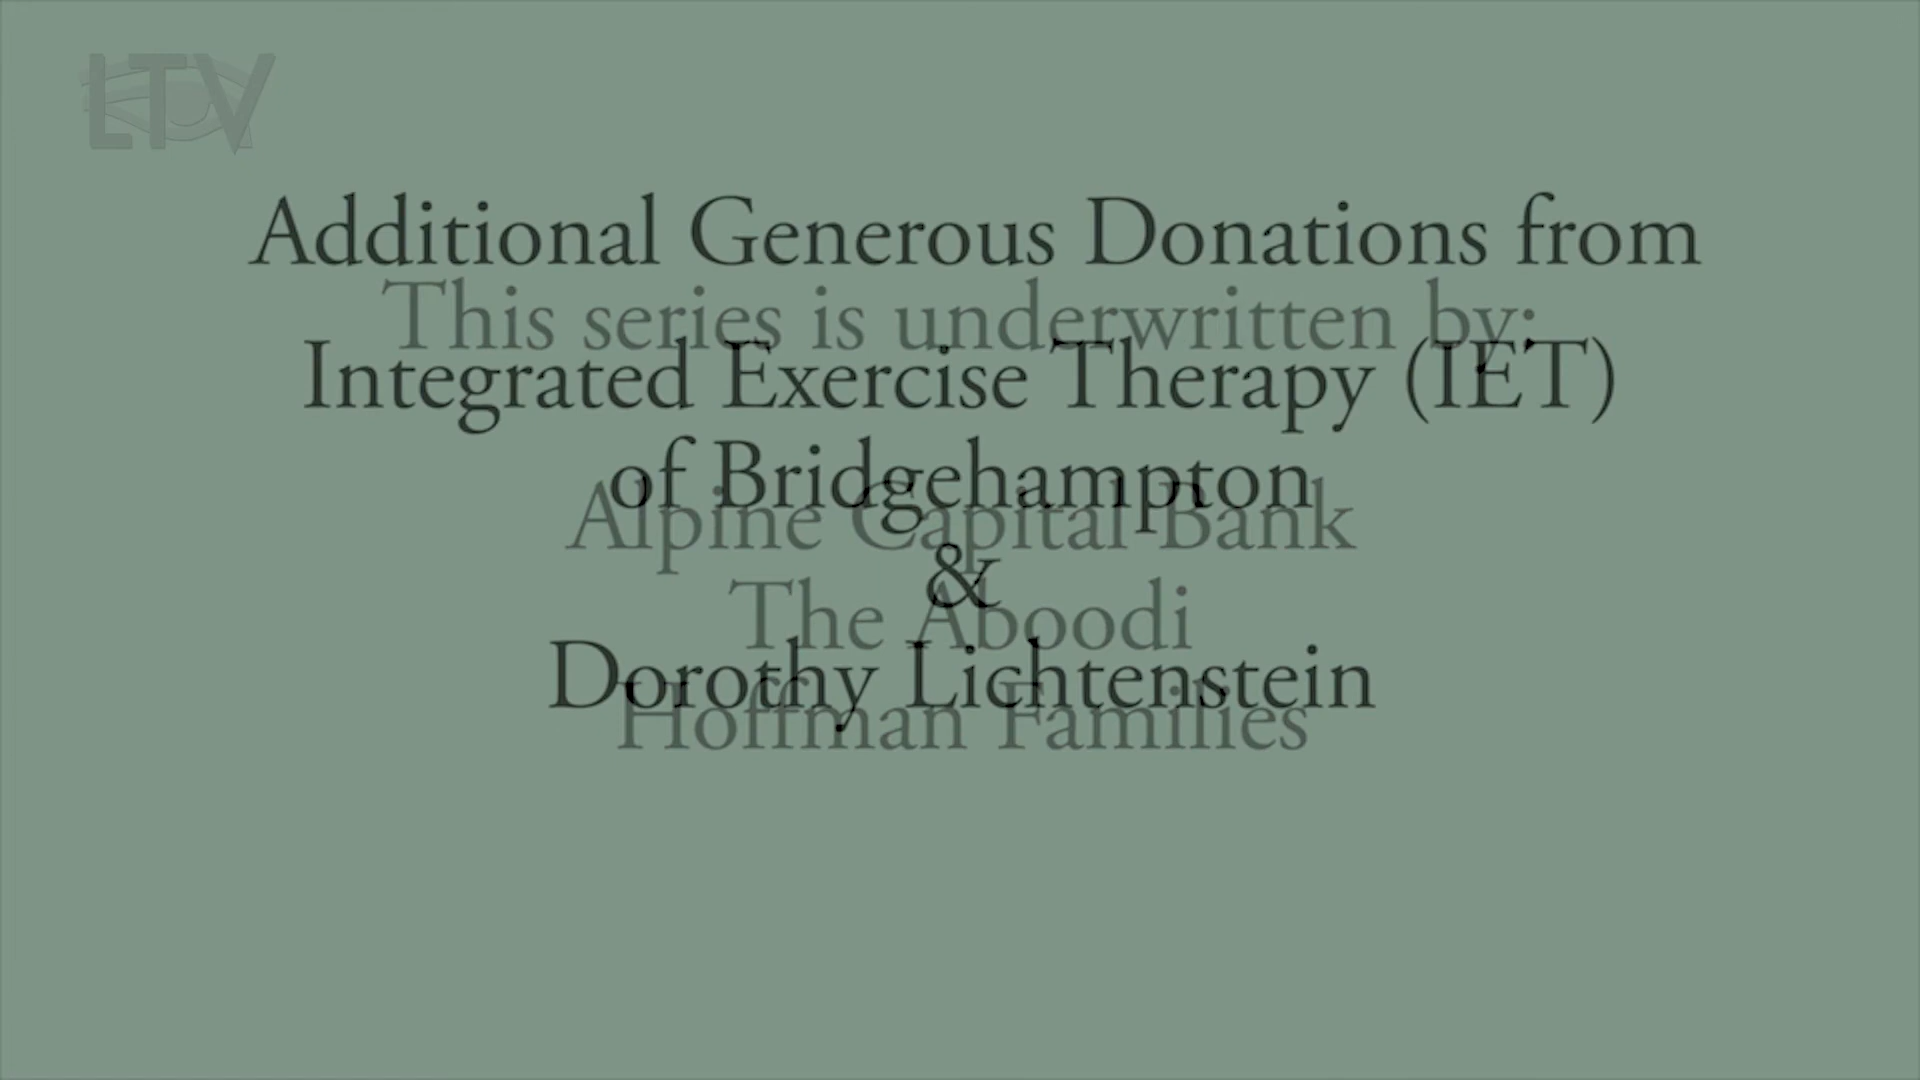 LTV
Additional Generous Donations from
This series is underwritten by:
Integrated Exercise Therapy (IET)
of Bridgehampton
Alpine Capital Bank
&
The Aboodi
Dorothy Lichtenstein
Hoffman Families